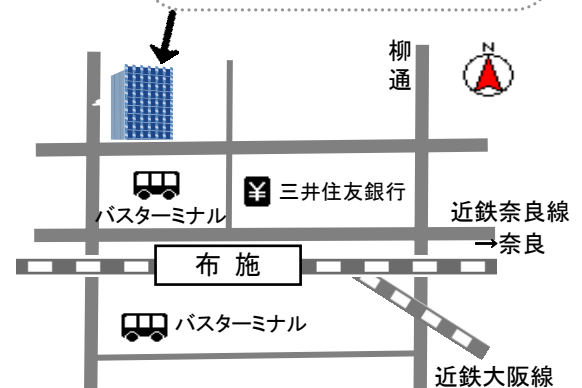 柳通
N
三井住友銀行
バスターミナル
近鉄奈良線
→奈良
布施
バスターミナル
近鉄大阪線